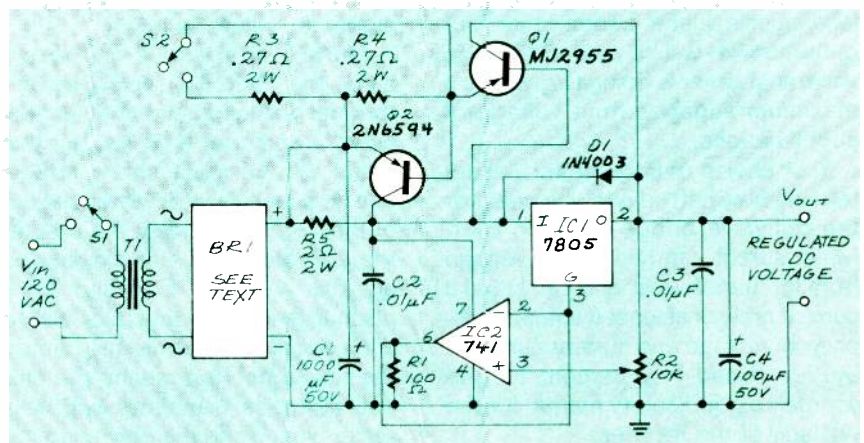 S2
R3
.27Ω
2W
R4
.27Ω
2W
Q1
MJ2955
Q2
2N6594
D1
1N4003
S1
T1
VIN
120
VAC
~
~
BR1
SEE
TEXT
+
-
R5
2Ω
2W
C2
.01µF
C1
1000
µF
50V
+
R1
100
Ω
1
I
IC1
O
7805
G
2
3
7
6
IC2
741
4
-
2
+
3
R2
10K
C3
.01µF
+
C4
100µF
50V
VOUT
REGULATED
DC
VOLTAGE